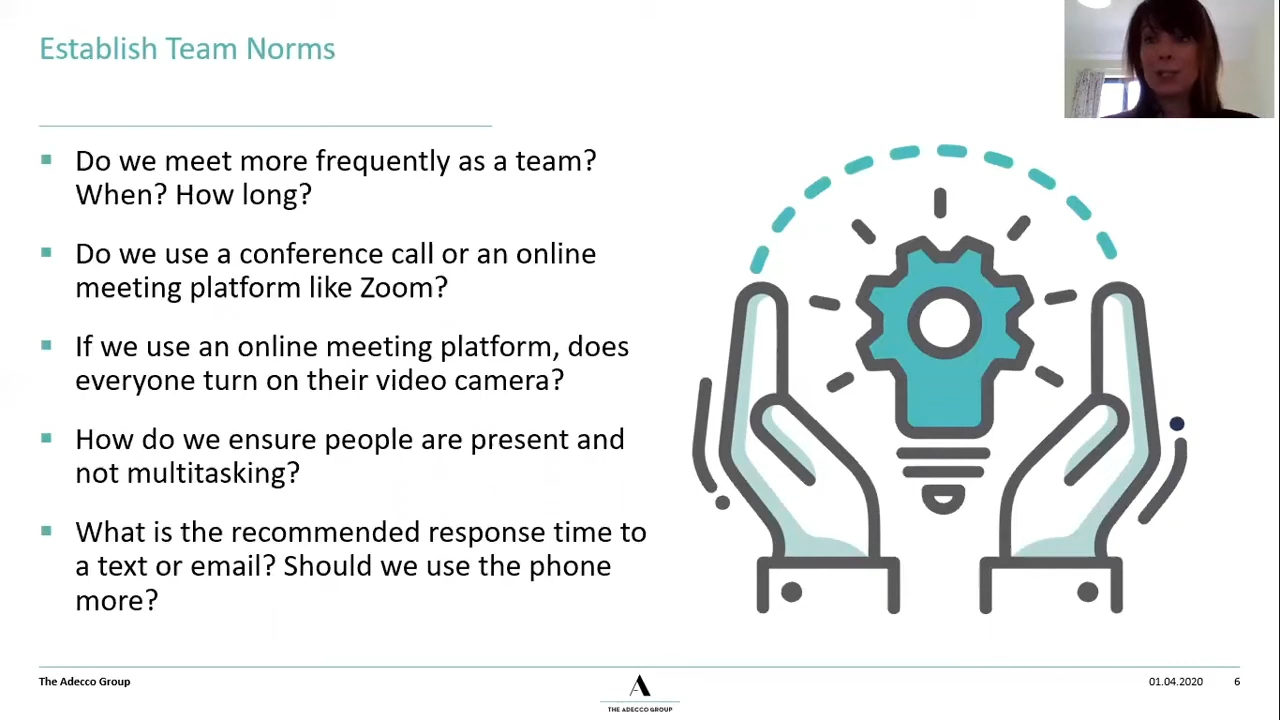 Establish Team Norms
Do we meet more frequently as a team?
When? How long?
Do we use a conference call or an online
meeting platform like Zoom?
If we use an online meeting platform, does
everyone turn on their video camera?
How do we ensure people are present and
not multitasking?
What is the recommended response time to
a text or email? Should we use the phone
more?
The Adecco Group
THE ADECCO GROUP
01.04.2020
6